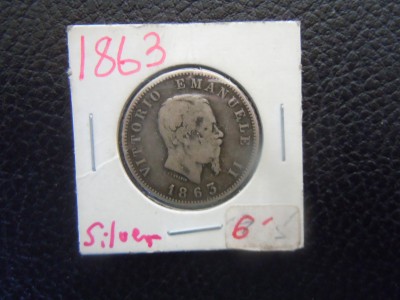 1863
VITTORIO EMANUELE II
1863
Silver
6-